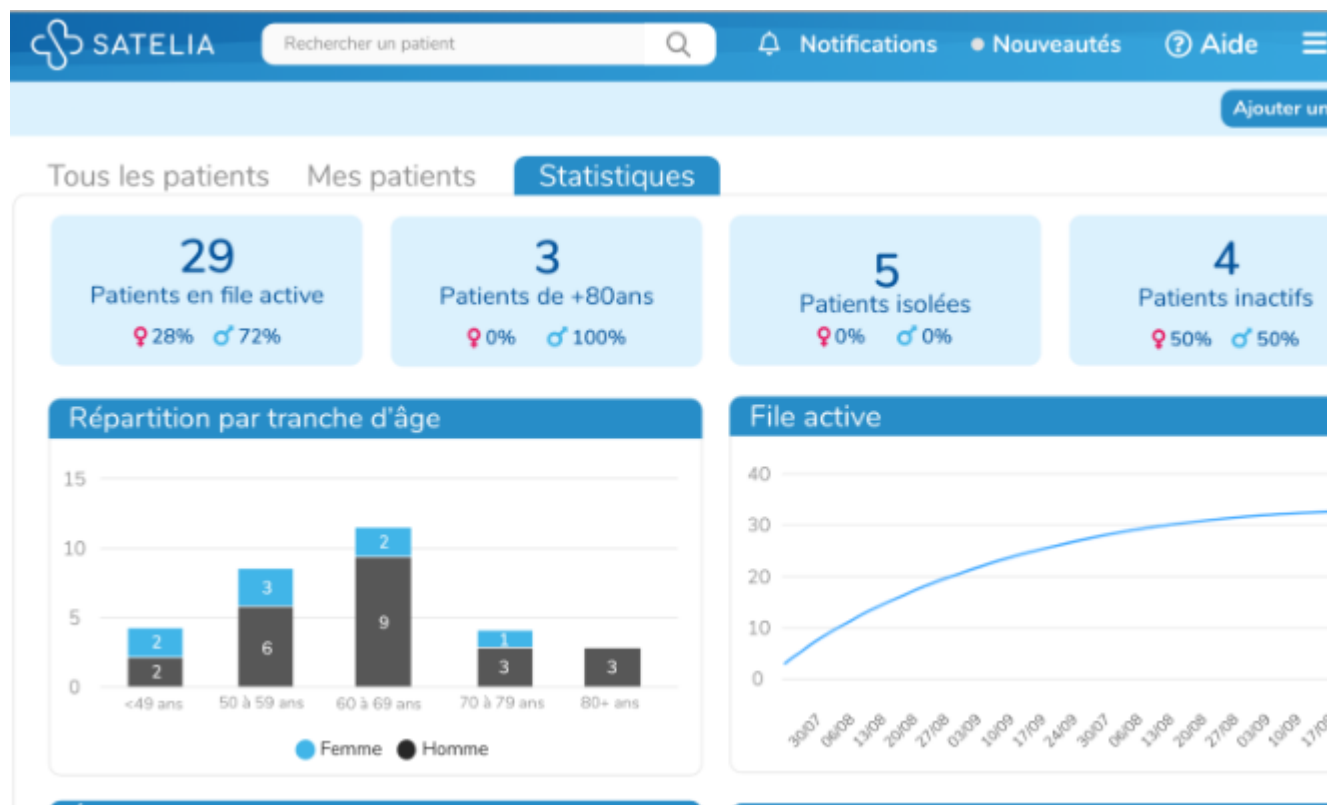 SATELIA
Rechercher un patient
Notifications
Nouveautés
? Aide
Ajouter un
Tous les patients
Mes patients
Statistiques
29
Patients en file active
28% 72%
3
Patients de +80ans
0% 100%
5
Patients isolées
0% 0%
4
Patients inactifs
50% 50%
Répartition par tranche d'âge
15
10
5
0
2
2
3
6
2
9
1
3
3
<49 ans
50 à 59 ans
60 à 69 ans
70 à 79 ans
80+ ans
Femme
Homme
File active
40
30
20
10
0
30/07
06/08
13/08
20/08
27/08
03/09
10/09
17/09
24/09
30/07
06/08
13/08
20/08
27/08
03/09
10/09